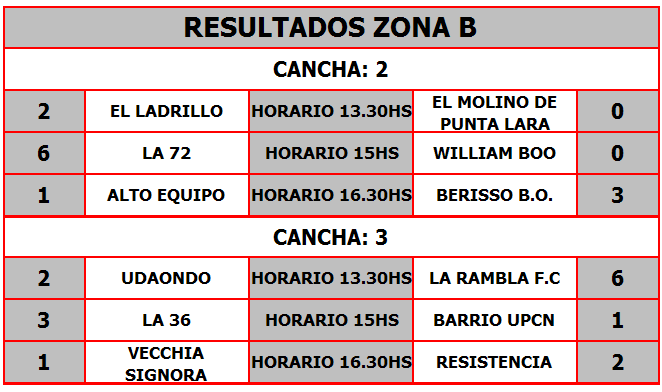 RESULTADOS ZONA B
CANCHA: 2
2 EL LADRILLO HORARIO 13.30HS EL MOLINO DE PUNTA LARA 0
6 LA 72 HORARIO 15HS WILLIAM BOO 0
1 ALTO EQUIPO HORARIO 16.30HS BERISSO B.O. 3
CANCHA: 3
2 UDAONDO HORARIO 13.30HS LA RAMBLA F.C 6
3 LA 36 HORARIO 15HS BARRIO UPCN 1
1 VECCHIA SIGNORA HORARIO 16.30HS RESISTENCIA 2